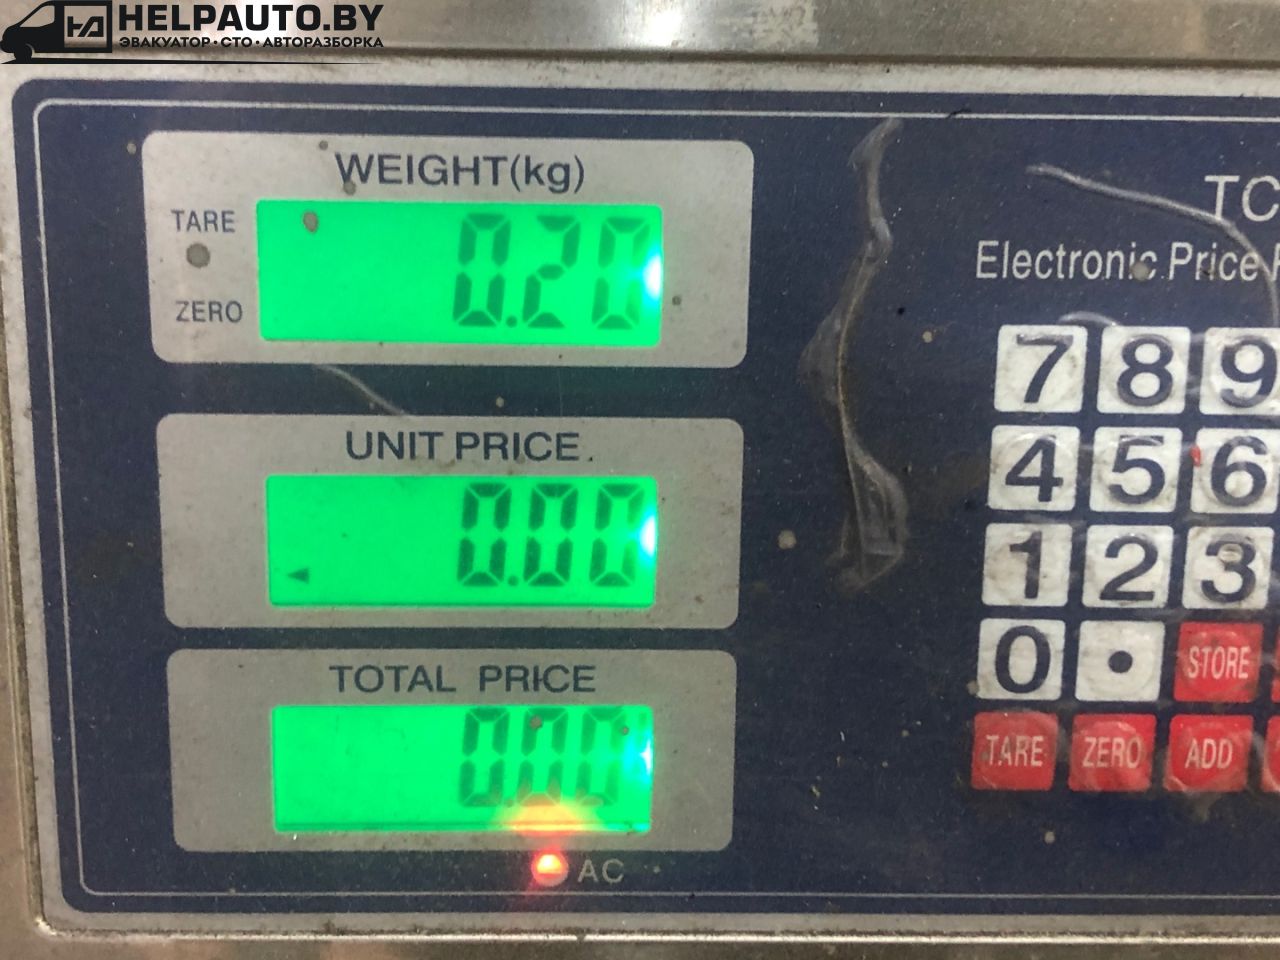 HELPAUTO.BY
ЭВАКУАТОР·СТО·АВТОРАЗБОРКА
WEIGHT(kg)
TARE
ZERO
0.20
UNIT PRICE.
0.00
TOTAL PRICE
0.00
AC
TC
Electronic Price
7 8 9
4 5 6
1 2 3
0 • STORE
TARE ZERO ADD